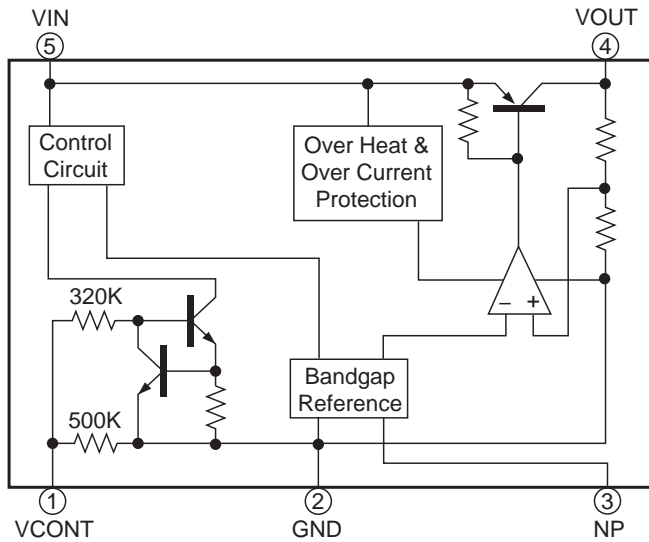 VIN
VOUT
5
4
Control
Circuit
Over Heat &
Over Current
Protection
320K
– +
Bandgap
Reference
500K
1
2
3
VCONT
GND
NP